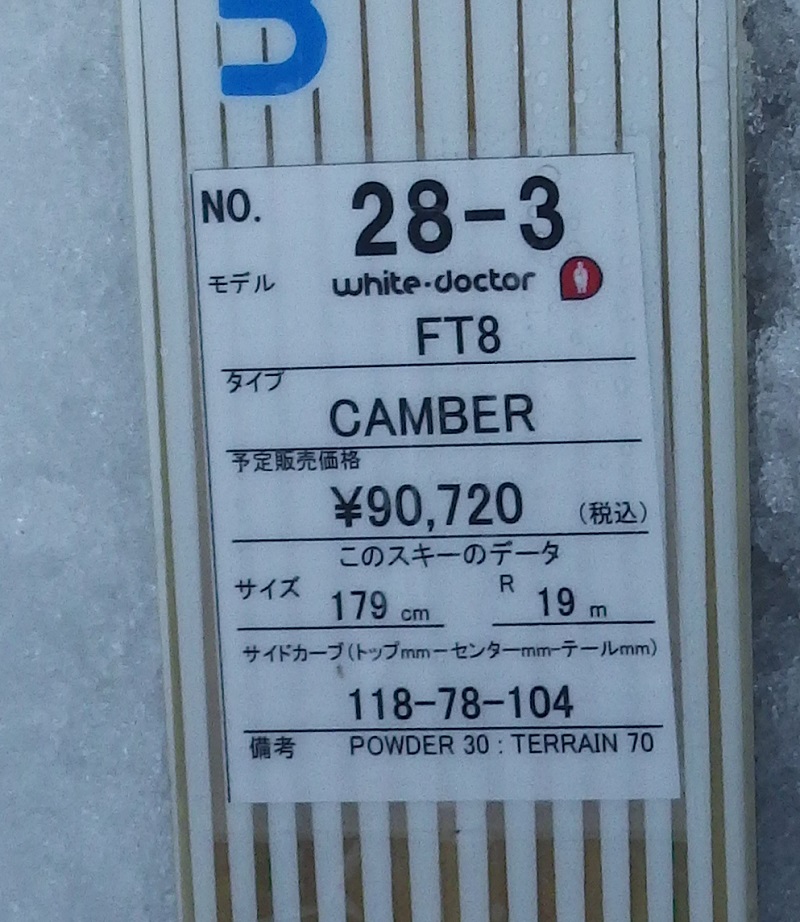 NO. 28-3
モデル white・doctor
FT8
タイプ
CAMBER
予定販売価格
¥90,720 (税込)
このスキーのデータ
サイズ 179 cm R 19 m
サイドカーブ(トップmm-センターmm-テールmm)
118-78-104
備考 POWDER 30 : TERRAIN 70